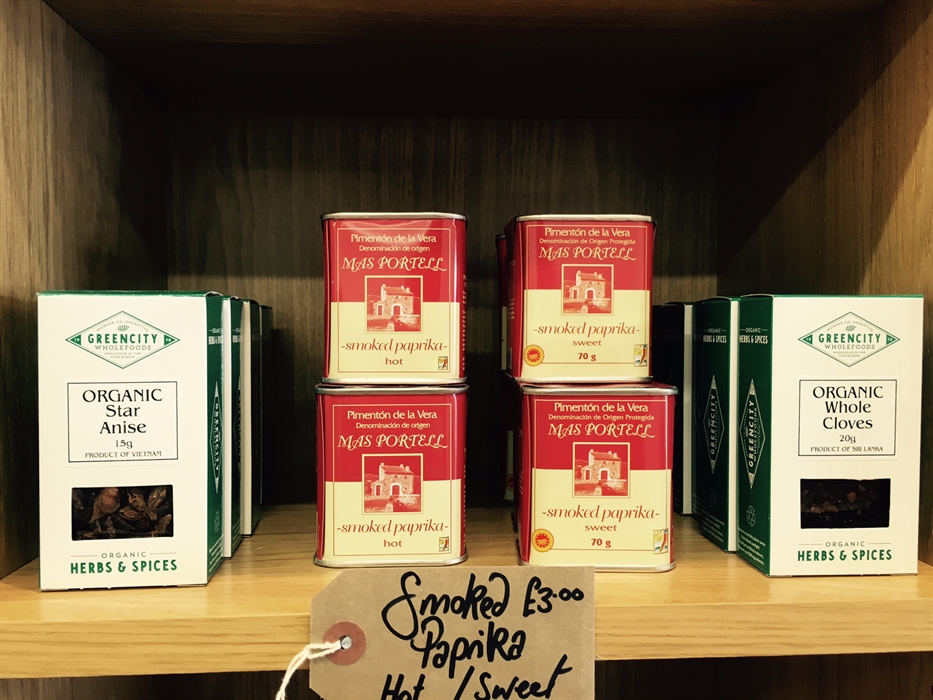 GREENCITY
WHOLEFOODS
ORGANIC
Star
Anise
15g
PRODUCT OF VIETNAM
ORGANIC
HERBS & SPICES
Pimentón de la Vera
Denominación de origen
MAS PORTELL
-smoked paprika-
hot
Pimentón de la Vera
Denominación de origen
MAS PORTELL
-smoked paprika-
hot
Pimentón de la Vera
Denominación de Origen Protegida
MAS PORTELL
-smoked paprika-
sweet
70 g
Pimentón de la Vera
Denominación de Origen Protegida
MAS PORTELL
-smoked paprika-
sweet
70 g
ORGANIC
HERBS & SPICES
GREENCITY
GREENCITY
WHOLEFOODS
ORGANIC
Whole
Cloves
20g
PRODUCT OF SRI LANKA
ORGANIC
HERBS & SPICES
Smoked £3.00
Paprika
Hot / Sweet